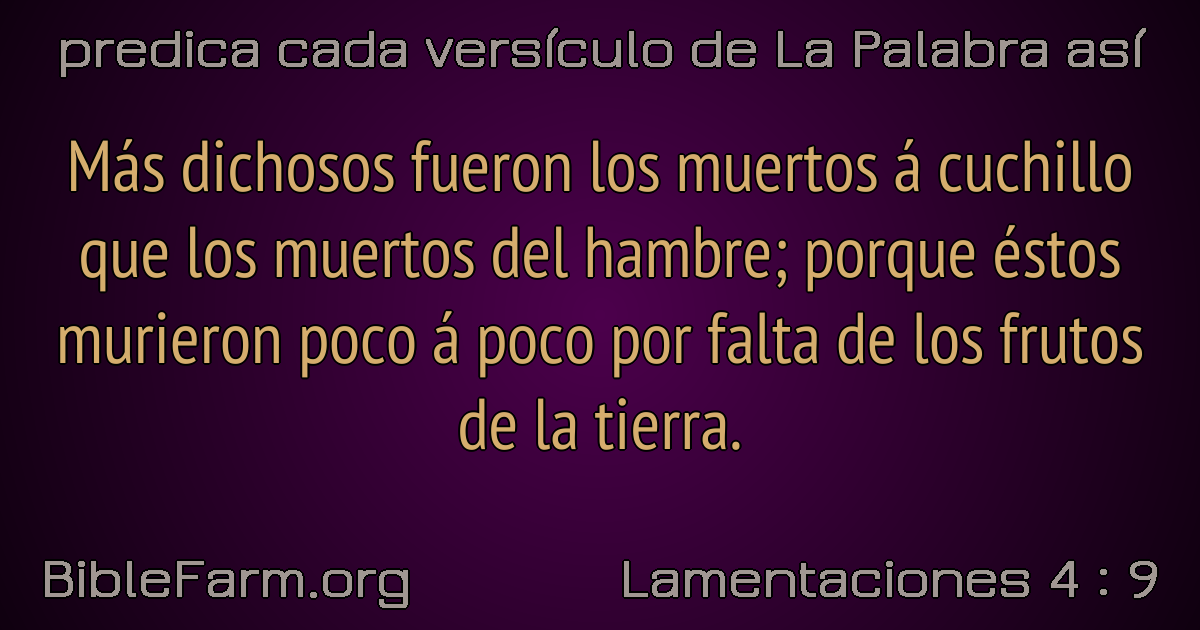 predica cada versículo de La Palabra así
Más dichosos fueron los muertos á cuchillo
que los muertos del hambre; porque éstos
murieron poco á poco por falta de los frutos
de la tierra.
BibleFarm.org
Lamentaciones 4 : 9